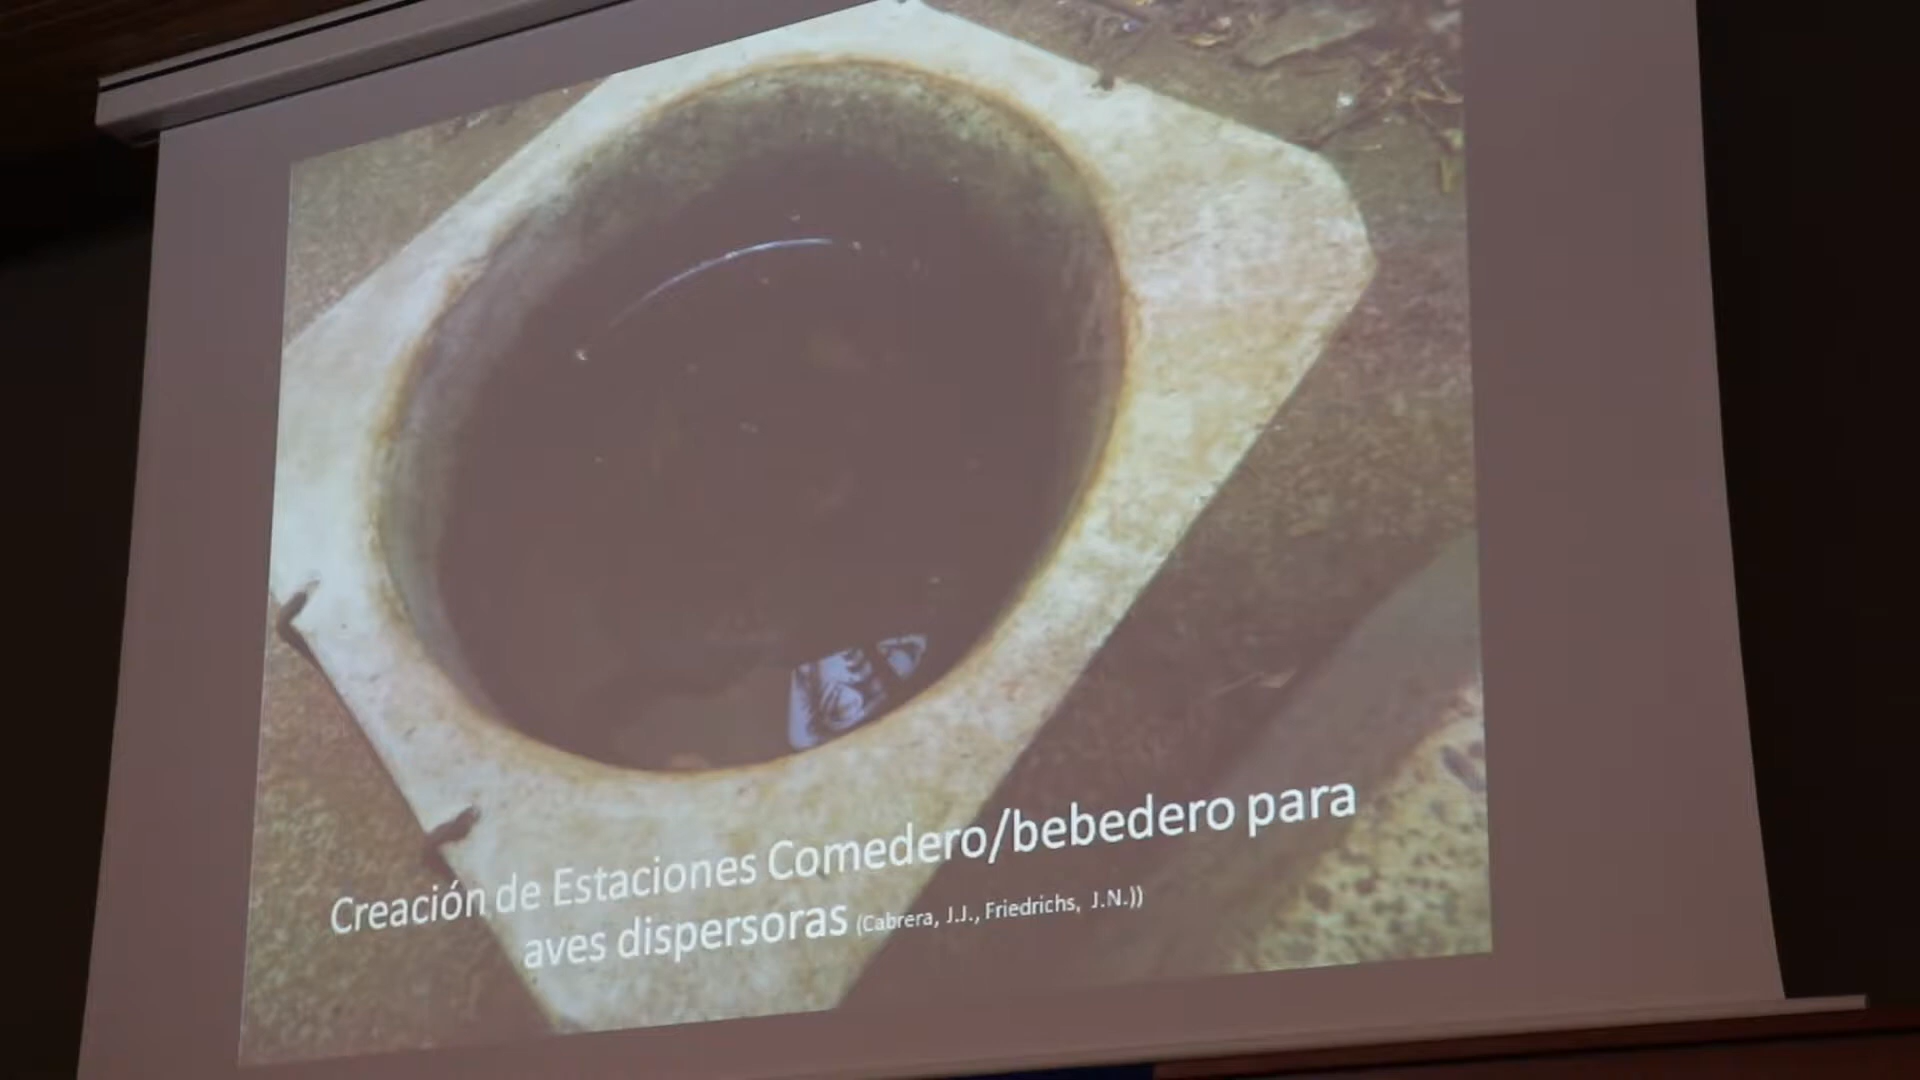 Creación de Estaciones Comedero/bebedero para
aves dispersoras (Cabrera, J.J., Friedrichs, J.N.))